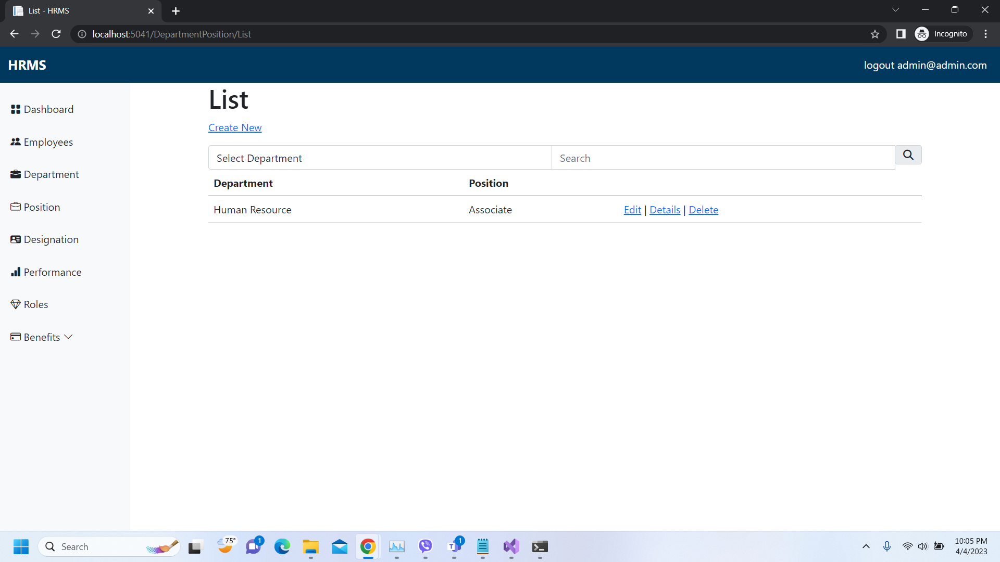 List - HRMS
localhost:5041/DepartmentPosition/List
Incognito
HRMS
logout admin@admin.com
Dashboard
Employees
Department
Position
Designation
Performance
Roles
Benefits
List
Create New
Select Department
Search
Department Position
Human Resource Associate Edit | Details | Delete
Search
75°
1
1
10:05 PM
4/4/2023